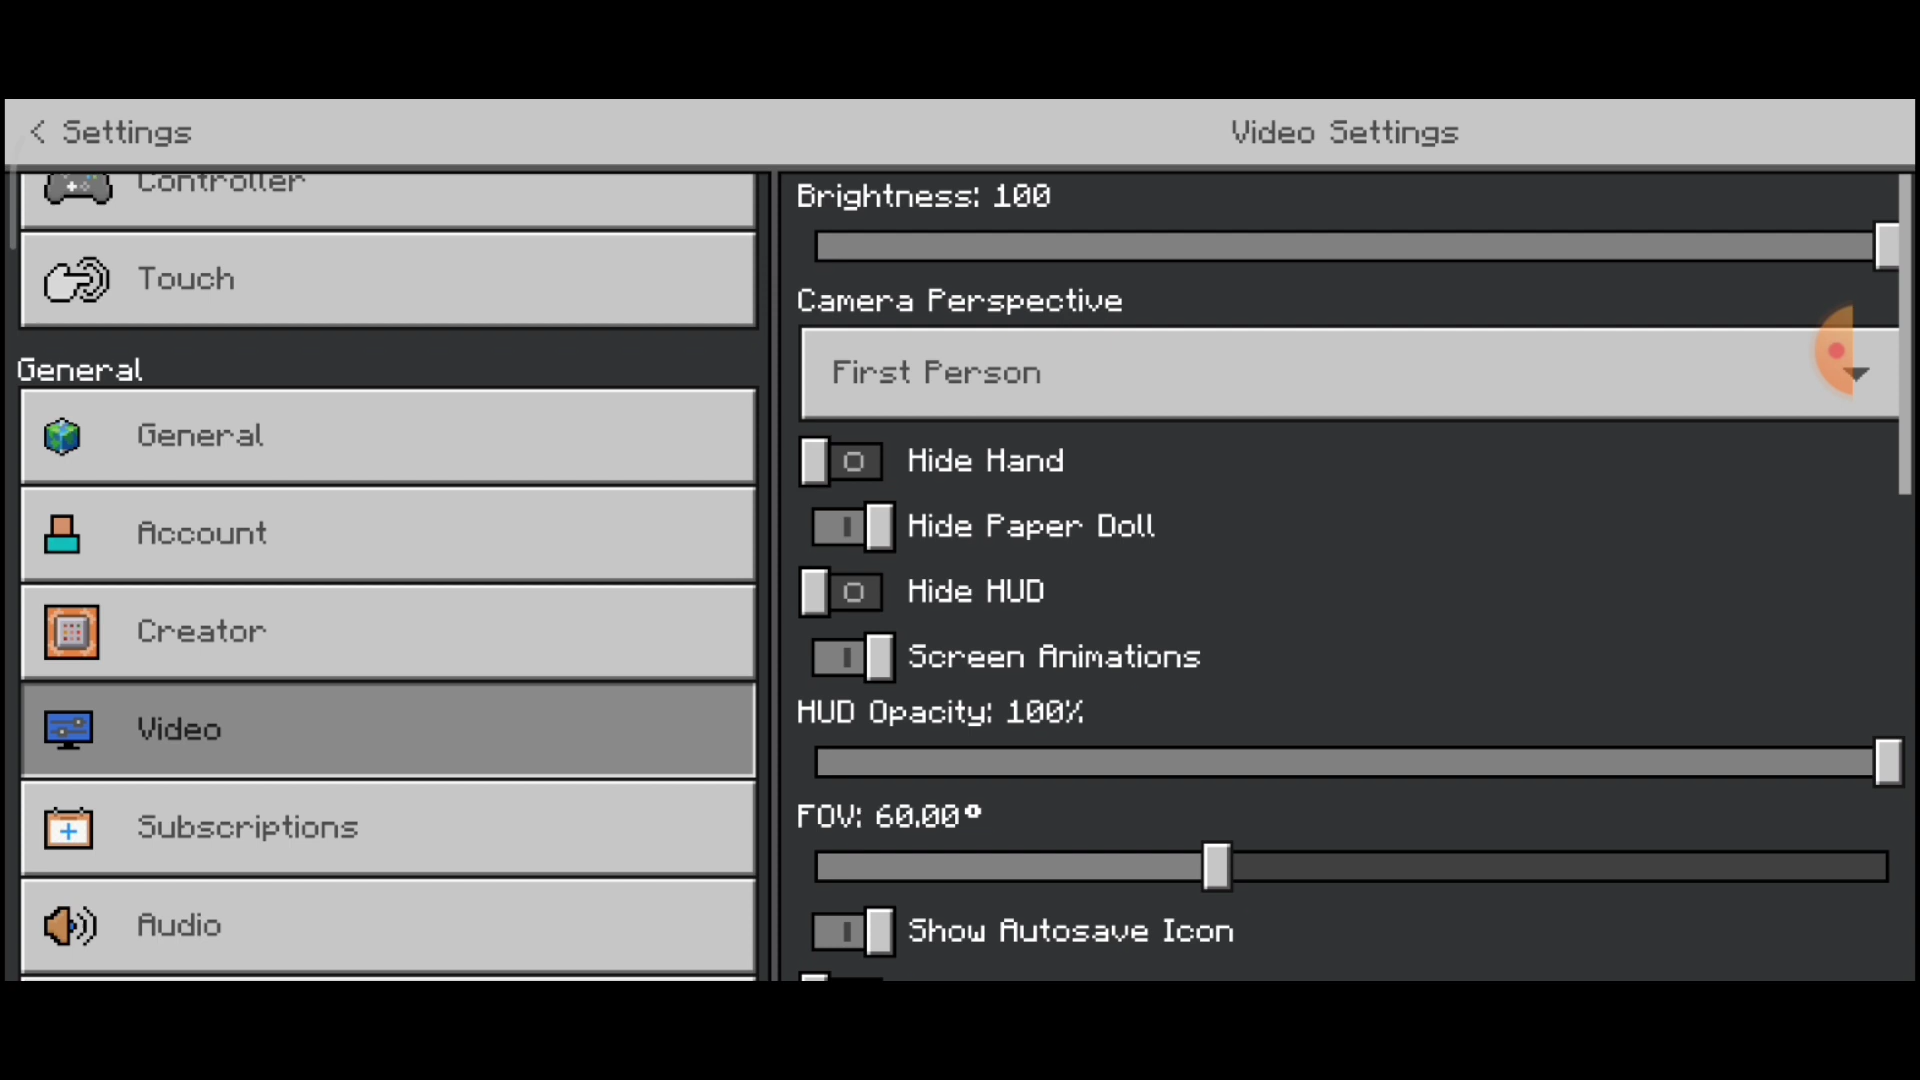 < Settings
Video Settings
Controller
Touch
General
General
Account
Creator
Video
Subscriptions
Audio
Brightness: 100
Camera Perspective
First Person
Hide Hand
Hide Paper Doll
Hide HUD
Screen Animations
HUD Opacity: 100%
FOV: 60.00°
Show Autosave Icon